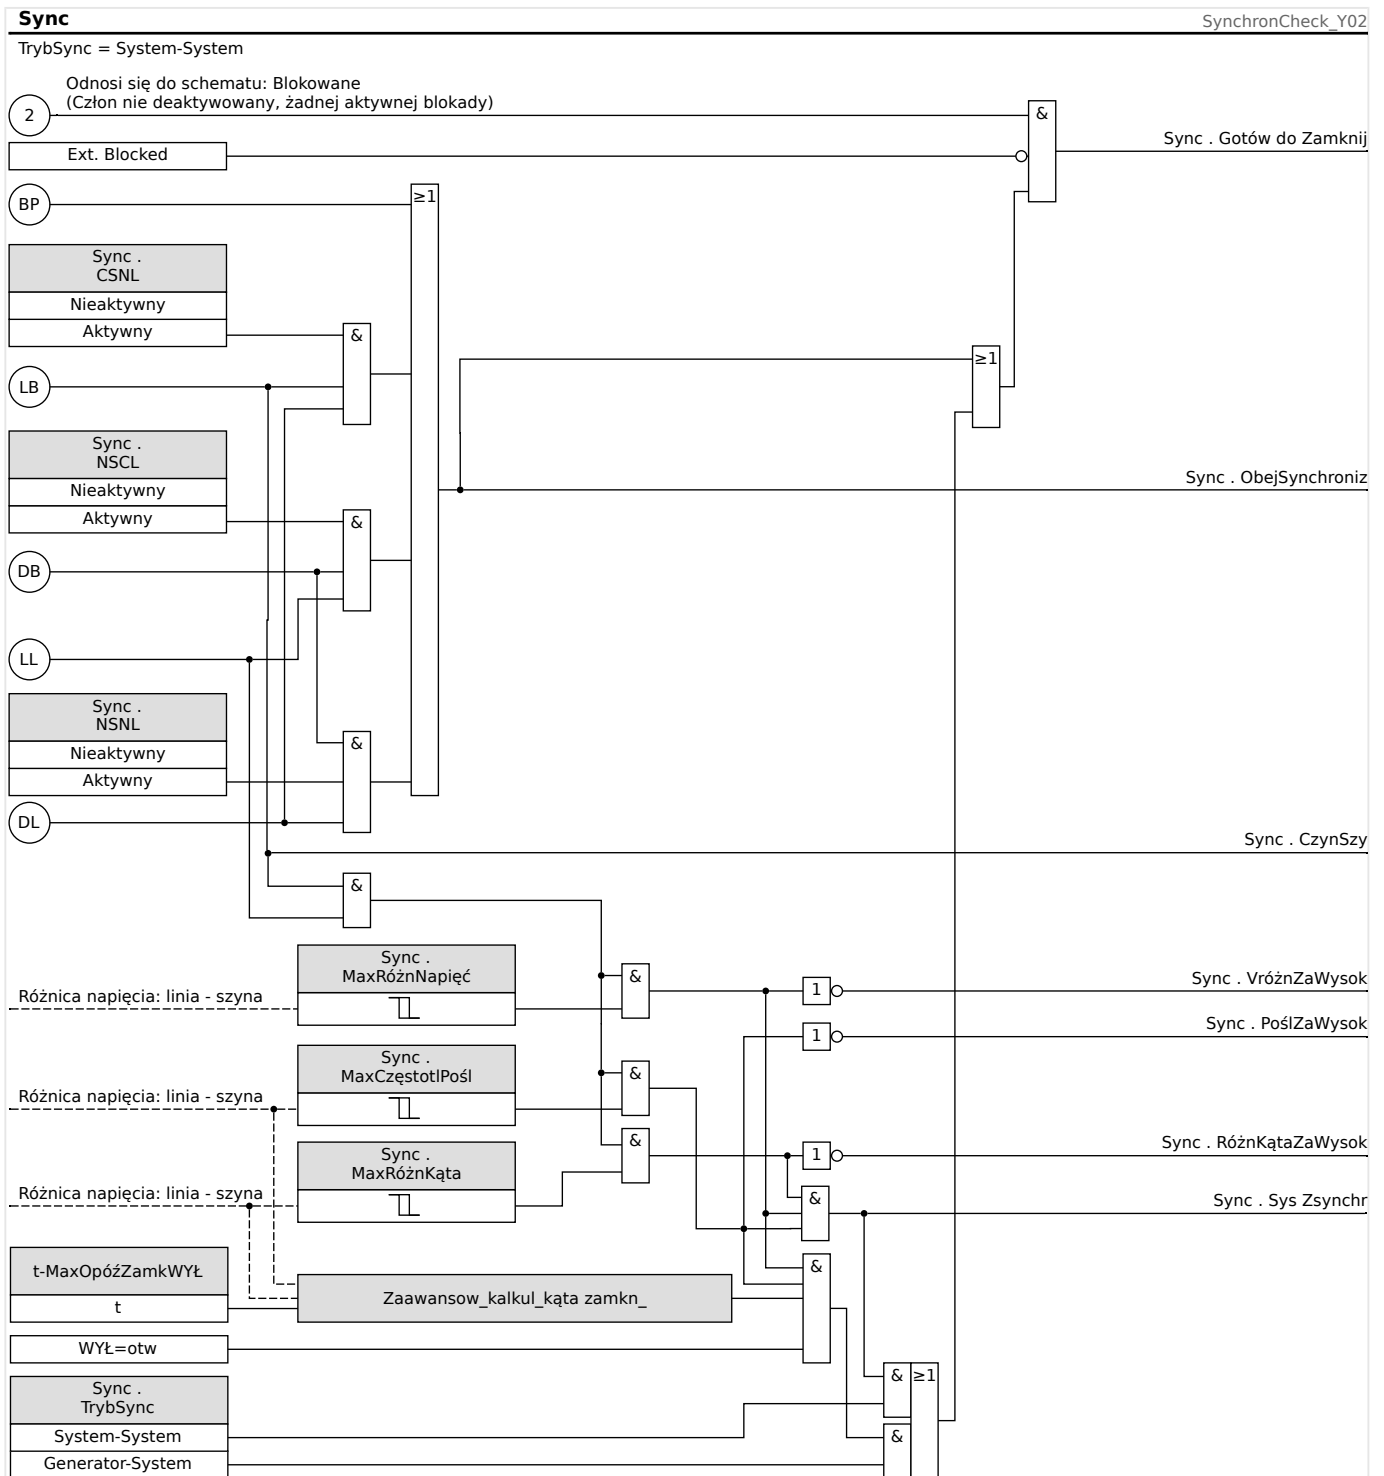 Sync
SynchronCheck_Y02
TrybSync = System-System
Odnosi się do schematu: Blokowane
(Człon nie deaktywowany, żadnej aktywnej blokady)
2
&
Sync . Gotów do Zamknij
Ext. Blocked
BP
≥1
Sync .
CSNL
Nieaktywny
Aktywny
&
≥1
LB
Sync .
NSCL
Nieaktywny
Aktywny
&
Sync . ObejSynchroniz
DB
LL
Sync .
NSNL
Nieaktywny
Aktywny
&
DL
Sync . CzynSzy
&
Sync .
MaxRóżnNapięć
Różnica napięcia: linia - szyna
&
1
Sync . VróżnZaWysok
1
Sync . PoślZaWysok
Sync .
MaxCzęstotlPośl
Różnica napięcia: linia - szyna
&
Sync .
MaxRóżnKąta
Różnica napięcia: linia - szyna
&
1
Sync . RóżnKątaZaWysok
&
Sync . Sys Zsynchr
t-MaxOpóźZamkWYŁ
t
Zaawansow_kalkul_kąta zamkn_
&
WYŁ=otw
Sync .
TrybSync
System-System
Generator-System
&
≥1
&